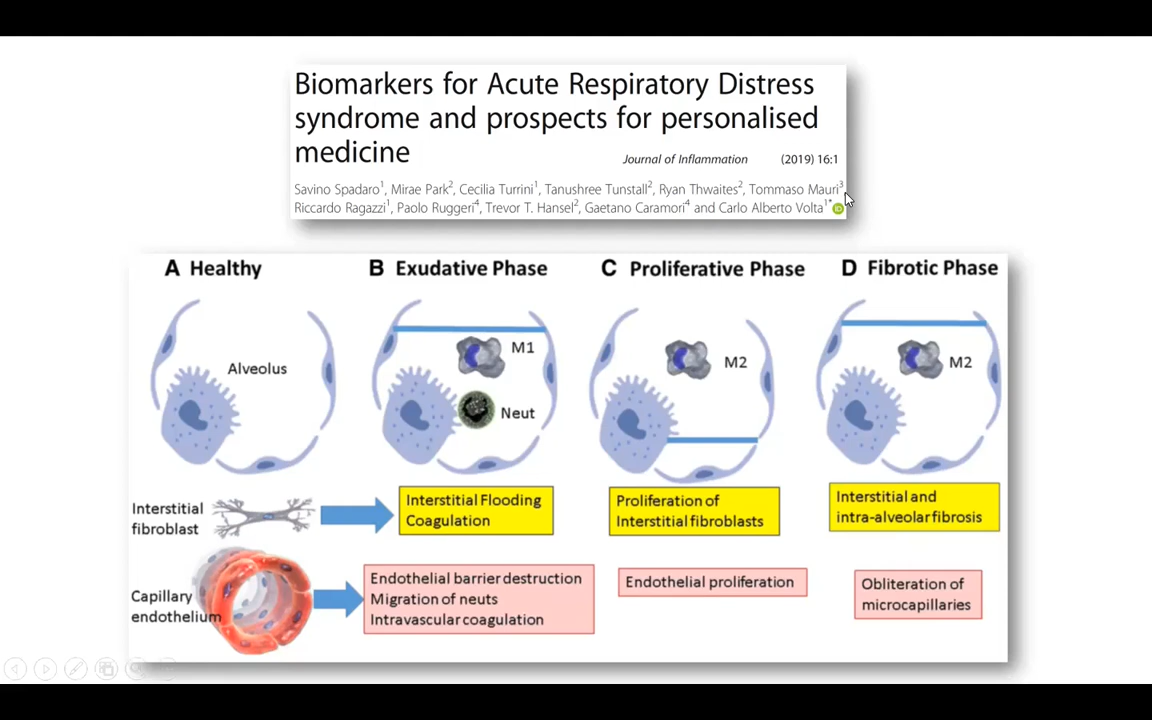 Biomarkers for Acute Respiratory Distress
syndrome and prospects for personalised
medicine
Journal of Inflammation (2019) 16:1
Savino Spadaro1, Mirae Park2, Cecilia Turrini1, Tanushree Tunstall2, Ryan Thwaites2, Tommaso Mauri3
Riccardo Ragazzi1, Paolo Ruggeri4, Trevor T. Hansel2, Gaetano Caramori4 and Carlo Alberto Volta1* iD
A Healthy
B Exudative Phase
C Proliferative Phase
D Fibrotic Phase
Alveolus
M1
Neut
M2
M2
Interstitial
fibroblast
Interstitial Flooding
Coagulation
Proliferation of
Interstitial fibroblasts
Interstitial and
intra-alveolar fibrosis
Capillary
endothelium
Endothelial barrier destruction
Migration of neuts
Intravascular coagulation
Endothelial proliferation
Obliteration of
microcapillaries